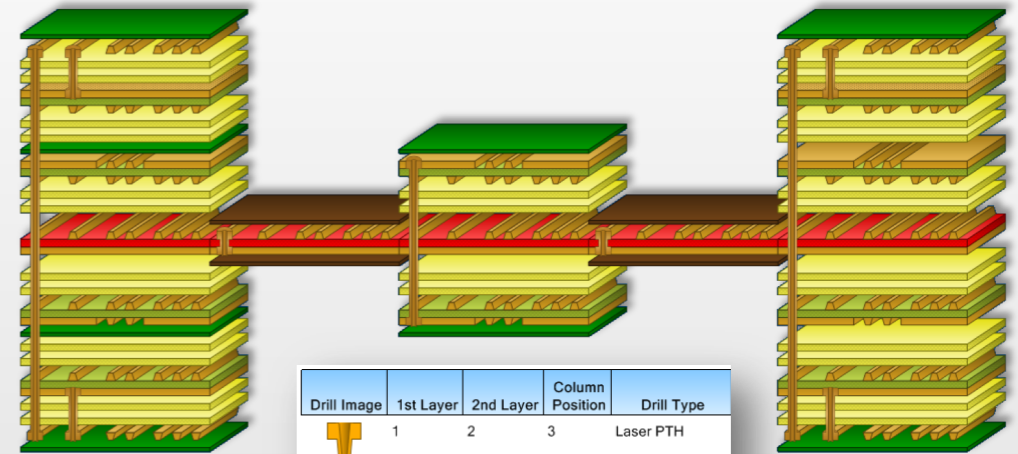 Column
Drill Image 1st Layer 2nd Layer Position Drill Type
1 2 3 Laser PTH